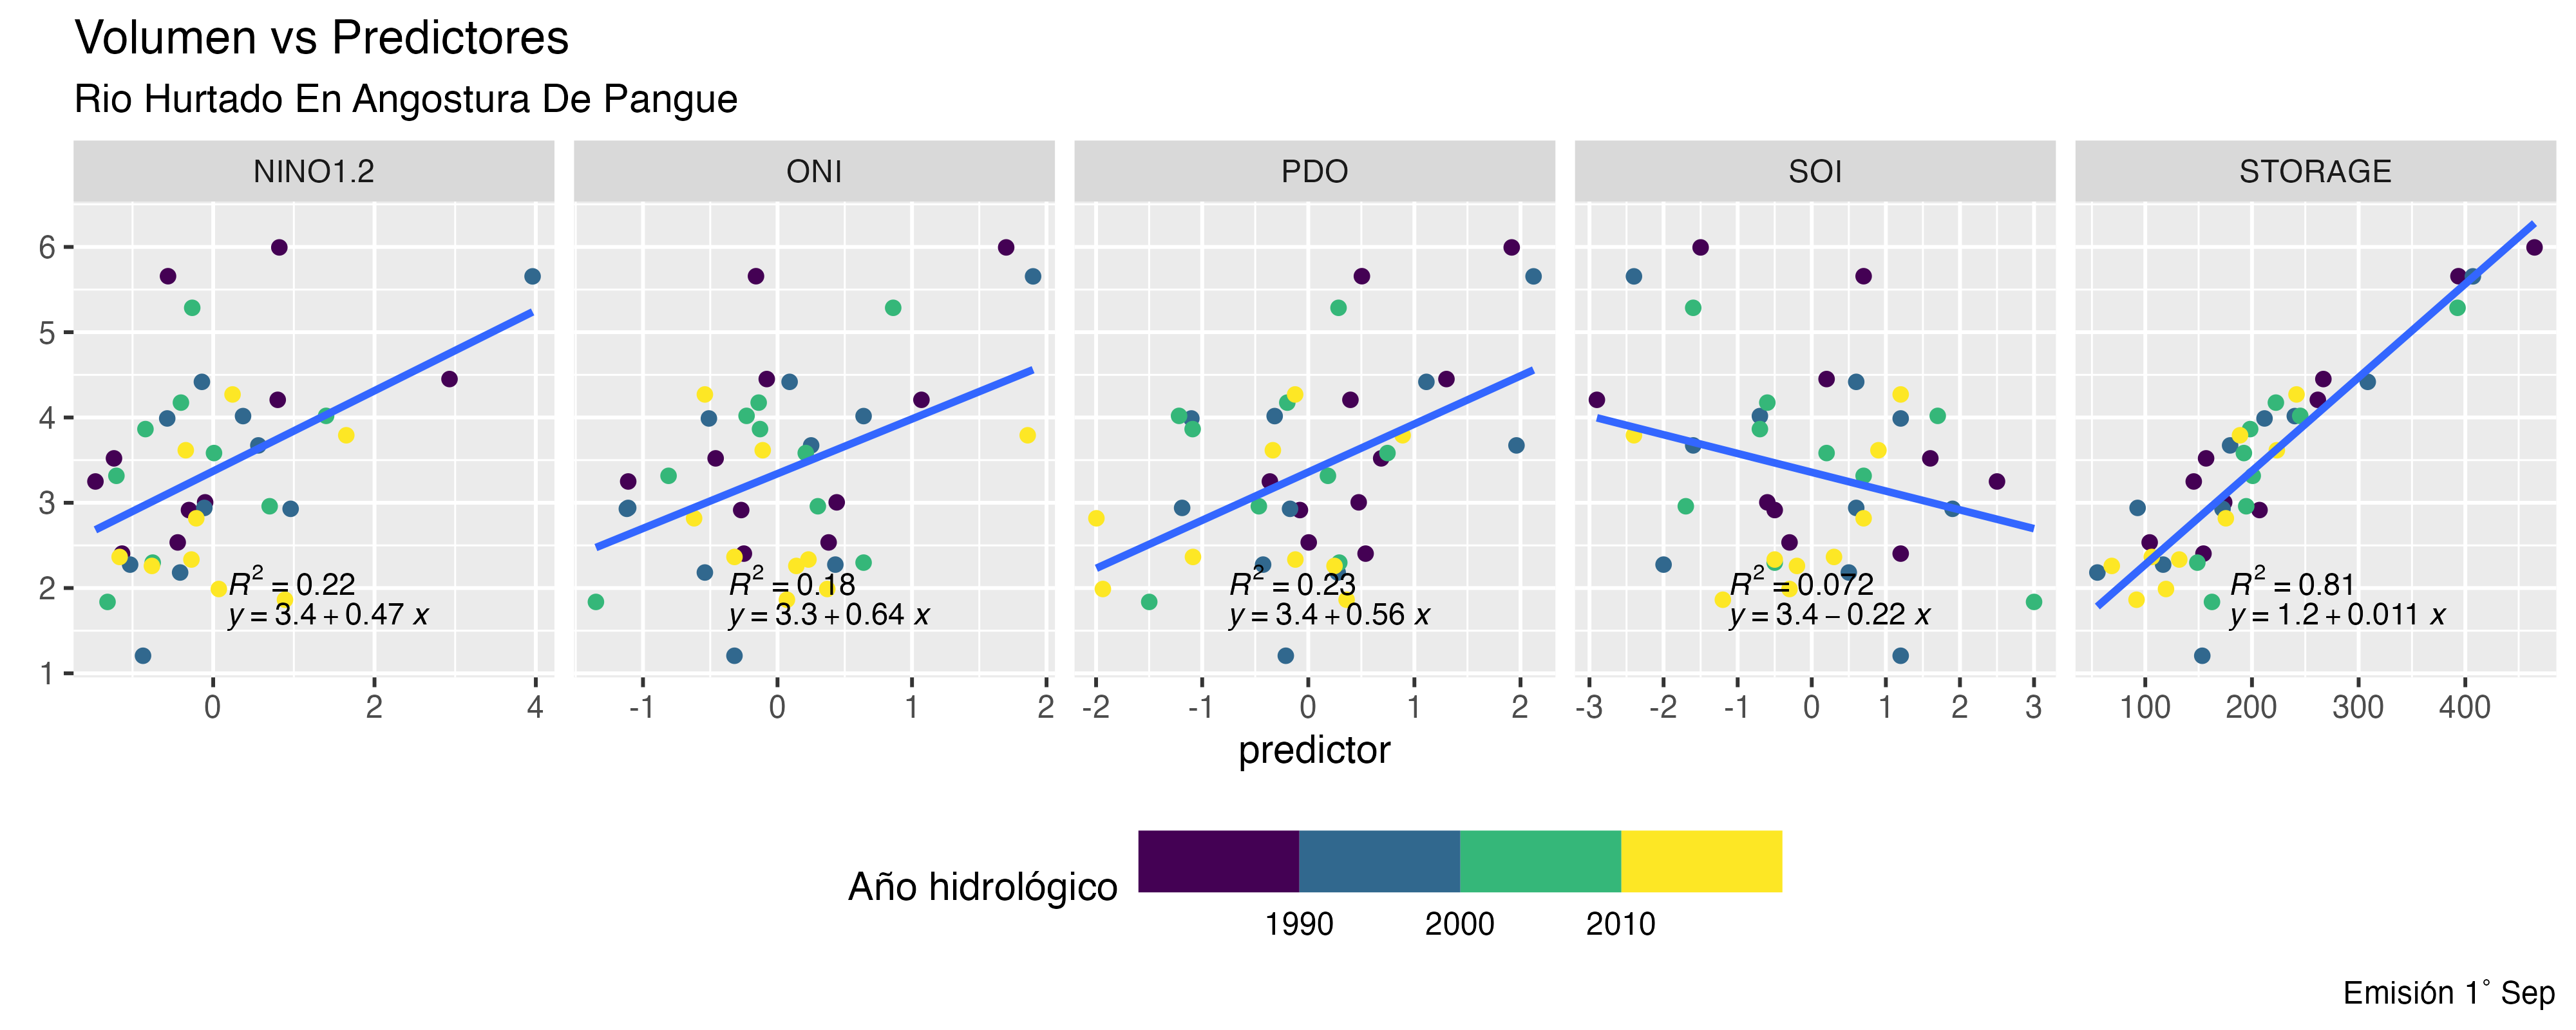 Volumen vs Predictores
Rio Hurtado En Angostura De Pangue
NINO1.2 ONI PDO SOI STORAGE
6
5
4
3
2
1
R² = 0.22 R² = 0.18 R² = 0.23 R² = 0.072 R² = 0.81
y = 3.4 + 0.47 x y = 3.3 + 0.64 x y = 3.4 + 0.56 x y = 3.4 − 0.22 x y = 1.2 + 0.011 x
0 2 4 -1 0 1 2 -2 -1 0 1 2 -3 -2 -1 0 1 2 3 100 200 300 400
predictor
Año hidrológico
1990 2000 2010
Emisión 1° Sep